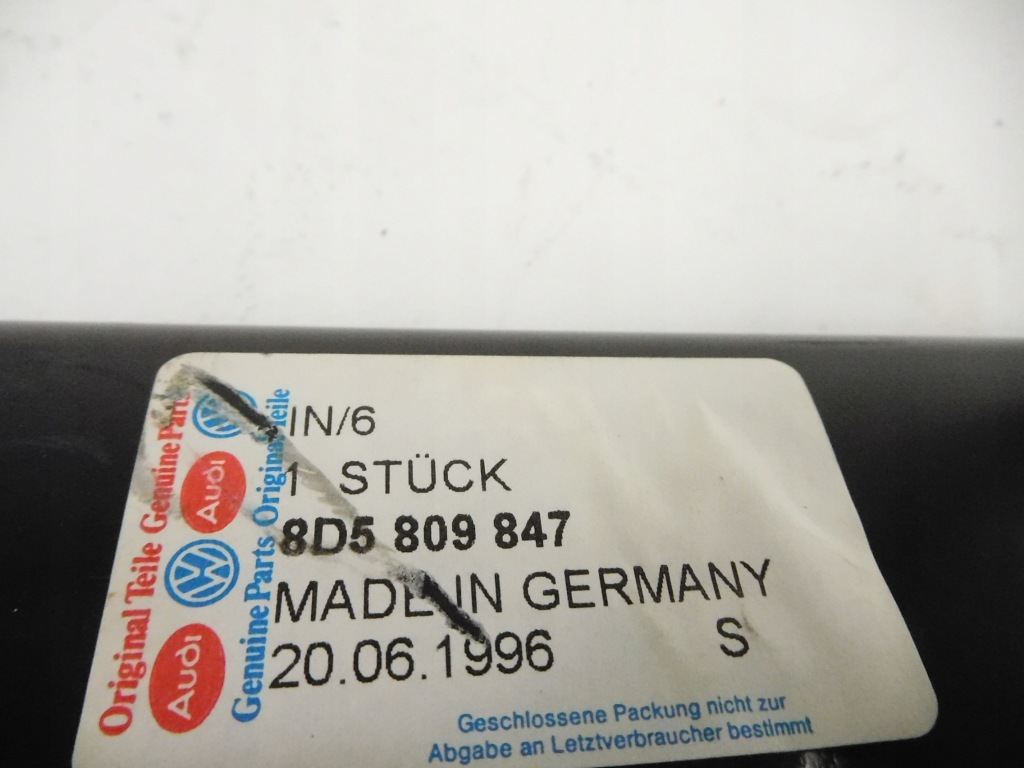 IN/6
1 STÜCK
8D5 809 847
MADE IN GERMANY
20.06.1996 S
Geschlossene Packung nicht zur
Abgabe an Letztverbraucher bestimmt
Original Teile Genuine Parts
Audi Audi
Genuine Parts Original Teile